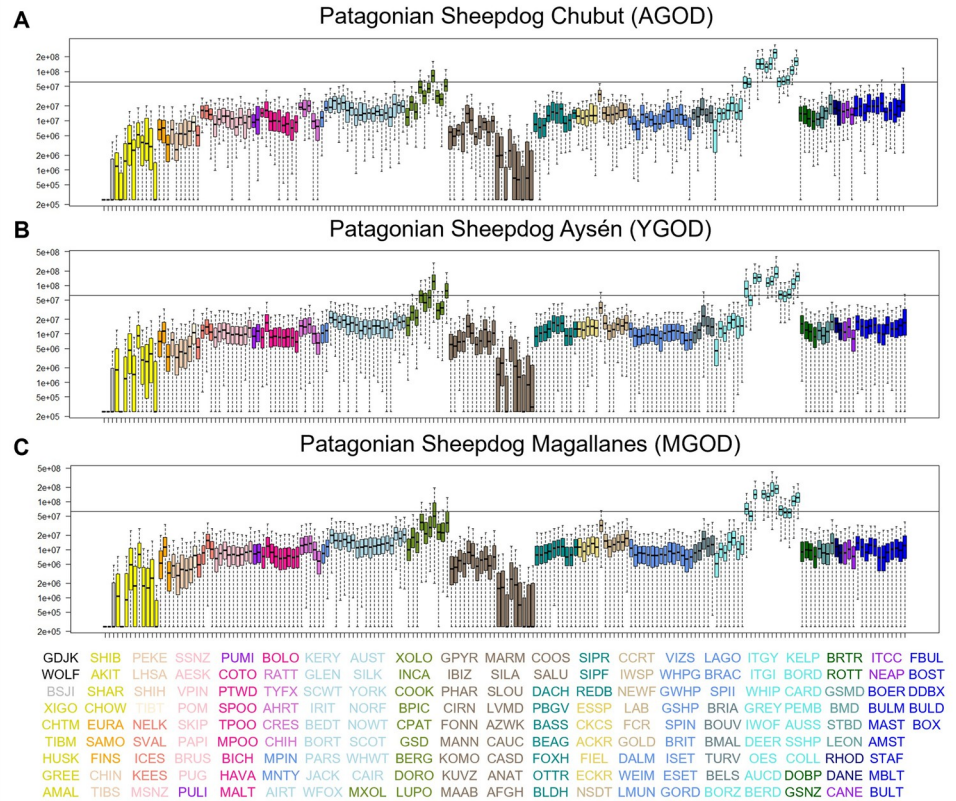 A Patagonian Sheepdog Chubut (AGOD)
2e+08
1e+08
5e+07
2e+07
1e+07
5e+06
2e+06
1e+06
5e+05
2e+05
B Patagonian Sheepdog Aysén (YGOD)
5e+08
2e+08
1e+08
5e+07
2e+07
1e+07
5e+06
2e+06
1e+06
5e+05
2e+05
C Patagonian Sheepdog Magallanes (MGOD)
5e+08
2e+08
1e+08
5e+07
2e+07
1e+07
5e+06
2e+06
1e+06
5e+05
2e+05
GDJK SHIB PEKE SSNZ PUMI BOLO KERY AUST XOLO GPYR MARM COOS SIPR CCRT VIZS LAGO ITGY KELP BRTR ITCC FBUL
WOLF AKIT LHSA AESK COTO RATT GLEN SILK INCA IBIZ SILA SALU SIPF IWSP WHPG BRAC ITGI BORD ROTT NEAP BOST
BSJI SHAR SHIH VPIN PTWD TYFX SCWT YORK COOK PHAR SLOU DACH REDB NEWF GWHP SPII WHIP CARD GSMD BOER DDBX
XIGO CHOW TIBT POM SPOO AHRT IRIT NORF BPIC CIRN LVMD PBGV ESSP LAB GSHP BRIA GREY PEMB BMD BULM BULD
CHTM EURA NELK SKIP TPOO CRES BEDT NOWT CPAT FONN AZWK BASS CKCS FCR SPIN BOUV IWOF AUSS STBD MAST BOX
TIBM SAMO SVAL PAPI MPOO CHIH BORT SCOT GSD MANN CAUC BEAG ACKR GOLD BRIT BMAL DEER SSHP LEON AMST
HUSK FINS ICES BRUS BICH MPIN PARS WHWT BERG KOMO CASD FOXH FIEL DALM ISET TURV OES COLL RHOD STAF
GREE CHIN KEES PUG HAVA MNTY JACK CAIR DORO KUVZ ANAT OTTR ECKR WEIM ESET BELS AUCD DOBP DANE MBLT
AMAL TIBS MSNZ PULI MALT AIRT WFOX MXOL LUPO MAAB AFGH BLDH NSDT LMUN GORD BORZ BERD GSNZ CANE BULT